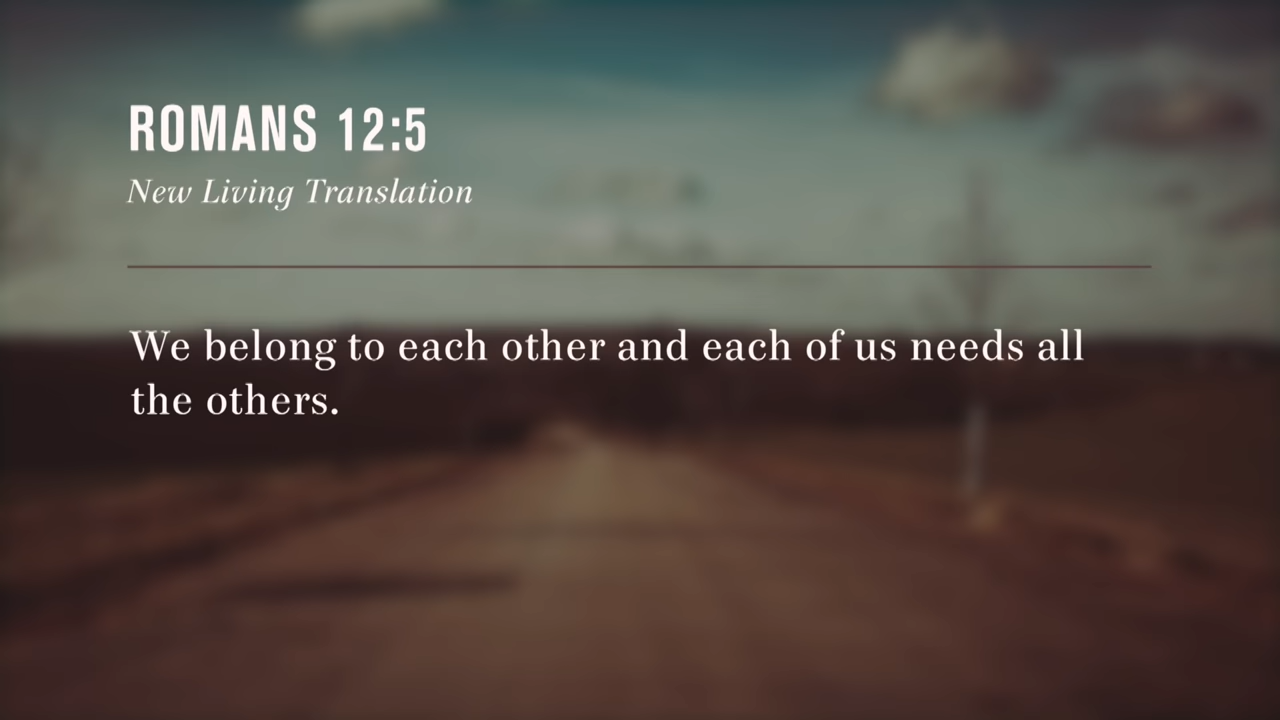 ROMANS 12:5
New Living Translation
We belong to each other and each of us needs all
the others.